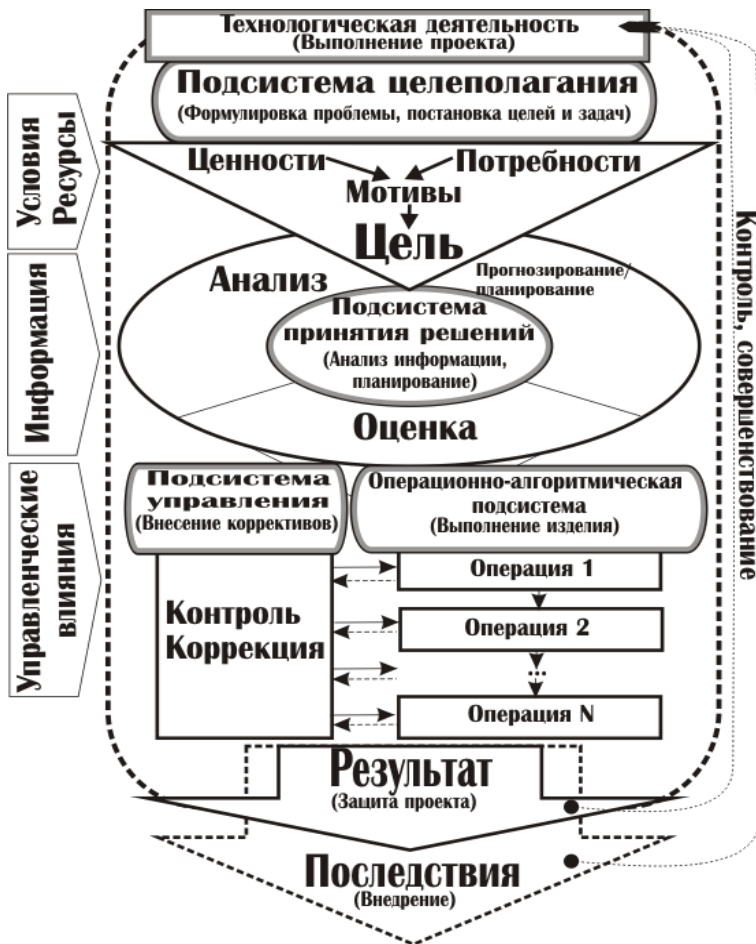 Технологическая деятельность
(Выполнение проекта)
Подсистема целеполагания
(Формулировка проблемы, постановка целей и задач)
Условия
Ресурсы
Ценности
Потребности
Мотивы
Цель
Информация
Анализ
Прогнозирование/
планирование
Подсистема
принятия решений
(Анализ информации,
планирование)
Оценка
Контроль, совершенствование
Управленческие
влияния
Подсистема
управления
(Внесение коррективов)
Операционно-алгоритмическая
подсистема
(Выполнение изделия)
Контроль
Коррекция
Операция 1
Операция 2
...
Операция N
Результат
(Защита проекта)
Последствия
(Внедрение)